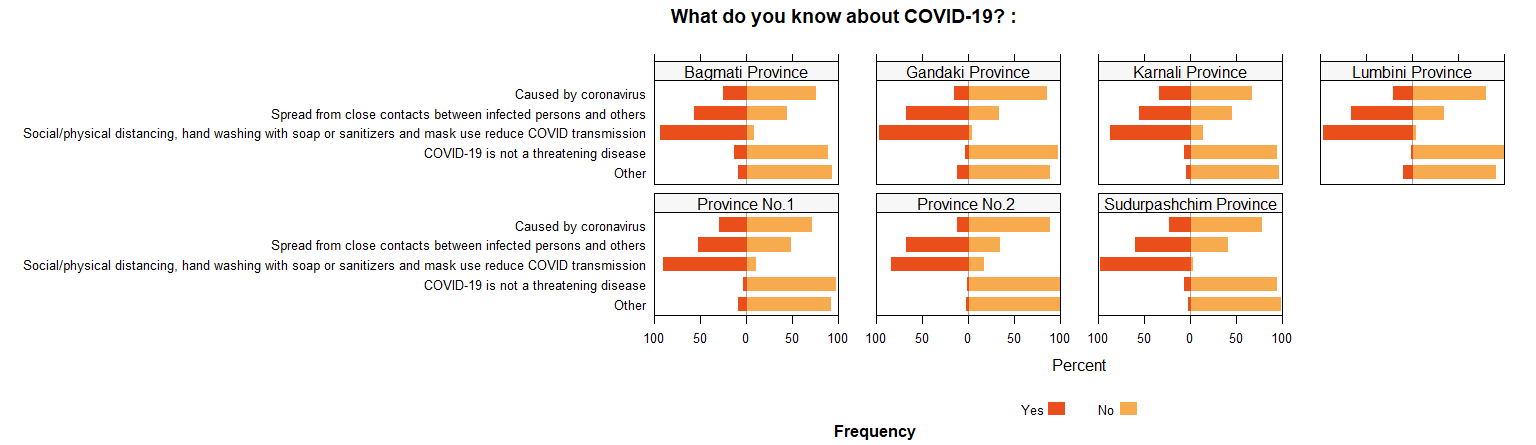 What do you know about COVID-19? :
Bagmati Province
Gandaki Province
Karnali Province
Lumbini Province
Caused by coronavirus
Spread from close contacts between infected persons and others
Social/physical distancing, hand washing with soap or sanitizers and mask use reduce COVID transmission
COVID-19 is not a threatening disease
Other
Province No.1
Province No.2
Sudurpashchim Province
Caused by coronavirus
Spread from close contacts between infected persons and others
Social/physical distancing, hand washing with soap or sanitizers and mask use reduce COVID transmission
COVID-19 is not a threatening disease
Other
100 50 0 50 100
100 50 0 50 100
100 50 0 50 100
Percent
Yes
No
Frequency